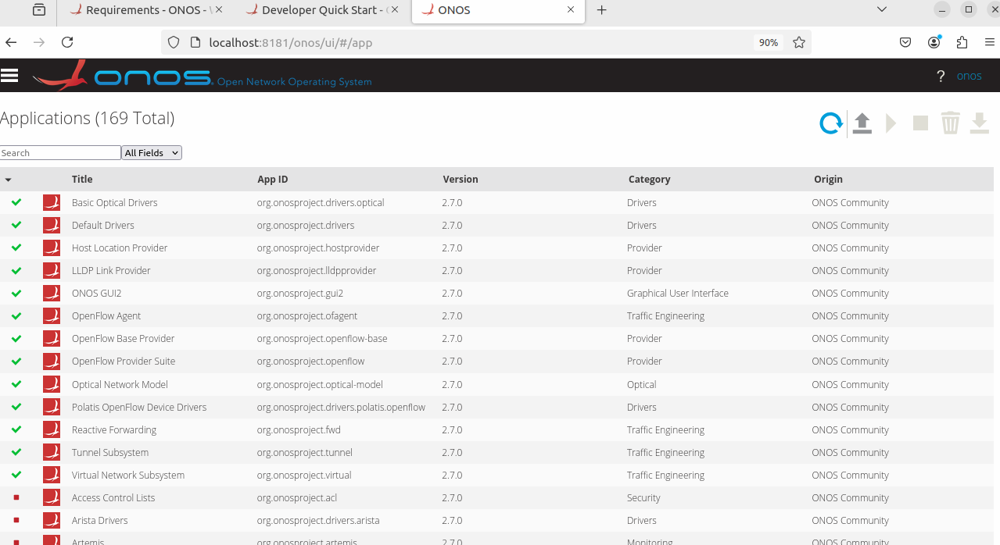 Requirements - ONOS - Developer Quick Start - ONOS
localhost:8181/onos/ui/#/app 90%
onos Open Network Operating System ? onos
Applications (169 Total)
Search All Fields
Title App ID Version Category Origin
Basic Optical Drivers org.onosproject.drivers.optical 2.7.0 Drivers ONOS Community
Default Drivers org.onosproject.drivers 2.7.0 Drivers ONOS Community
Host Location Provider org.onosproject.hostprovider 2.7.0 Provider ONOS Community
LLDP Link Provider org.onosproject.lldpprovider 2.7.0 Provider ONOS Community
ONOS GUI2 org.onosproject.gui2 2.7.0 Graphical User Interface ONOS Community
OpenFlow Agent org.onosproject.ofagent 2.7.0 Traffic Engineering ONOS Community
OpenFlow Base Provider org.onosproject.openflow-base 2.7.0 Provider ONOS Community
OpenFlow Provider Suite org.onosproject.openflow 2.7.0 Provider ONOS Community
Optical Network Model org.onosproject.optical-model 2.7.0 Optical ONOS Community
Polatis OpenFlow Device Drivers org.onosproject.drivers.polatis.openflow 2.7.0 Drivers ONOS Community
Reactive Forwarding org.onosproject.fwd 2.7.0 Traffic Engineering ONOS Community
Tunnel Subsystem org.onosproject.tunnel 2.7.0 Traffic Engineering ONOS Community
Virtual Network Subsystem org.onosproject.virtual 2.7.0 Traffic Engineering ONOS Community
Access Control Lists org.onosproject.acl 2.7.0 Security ONOS Community
Arista Drivers org.onosproject.drivers.arista 2.7.0 Drivers ONOS Community
Artemis org.onosproject.artemis 2.7.0 Monitoring ONOS Community